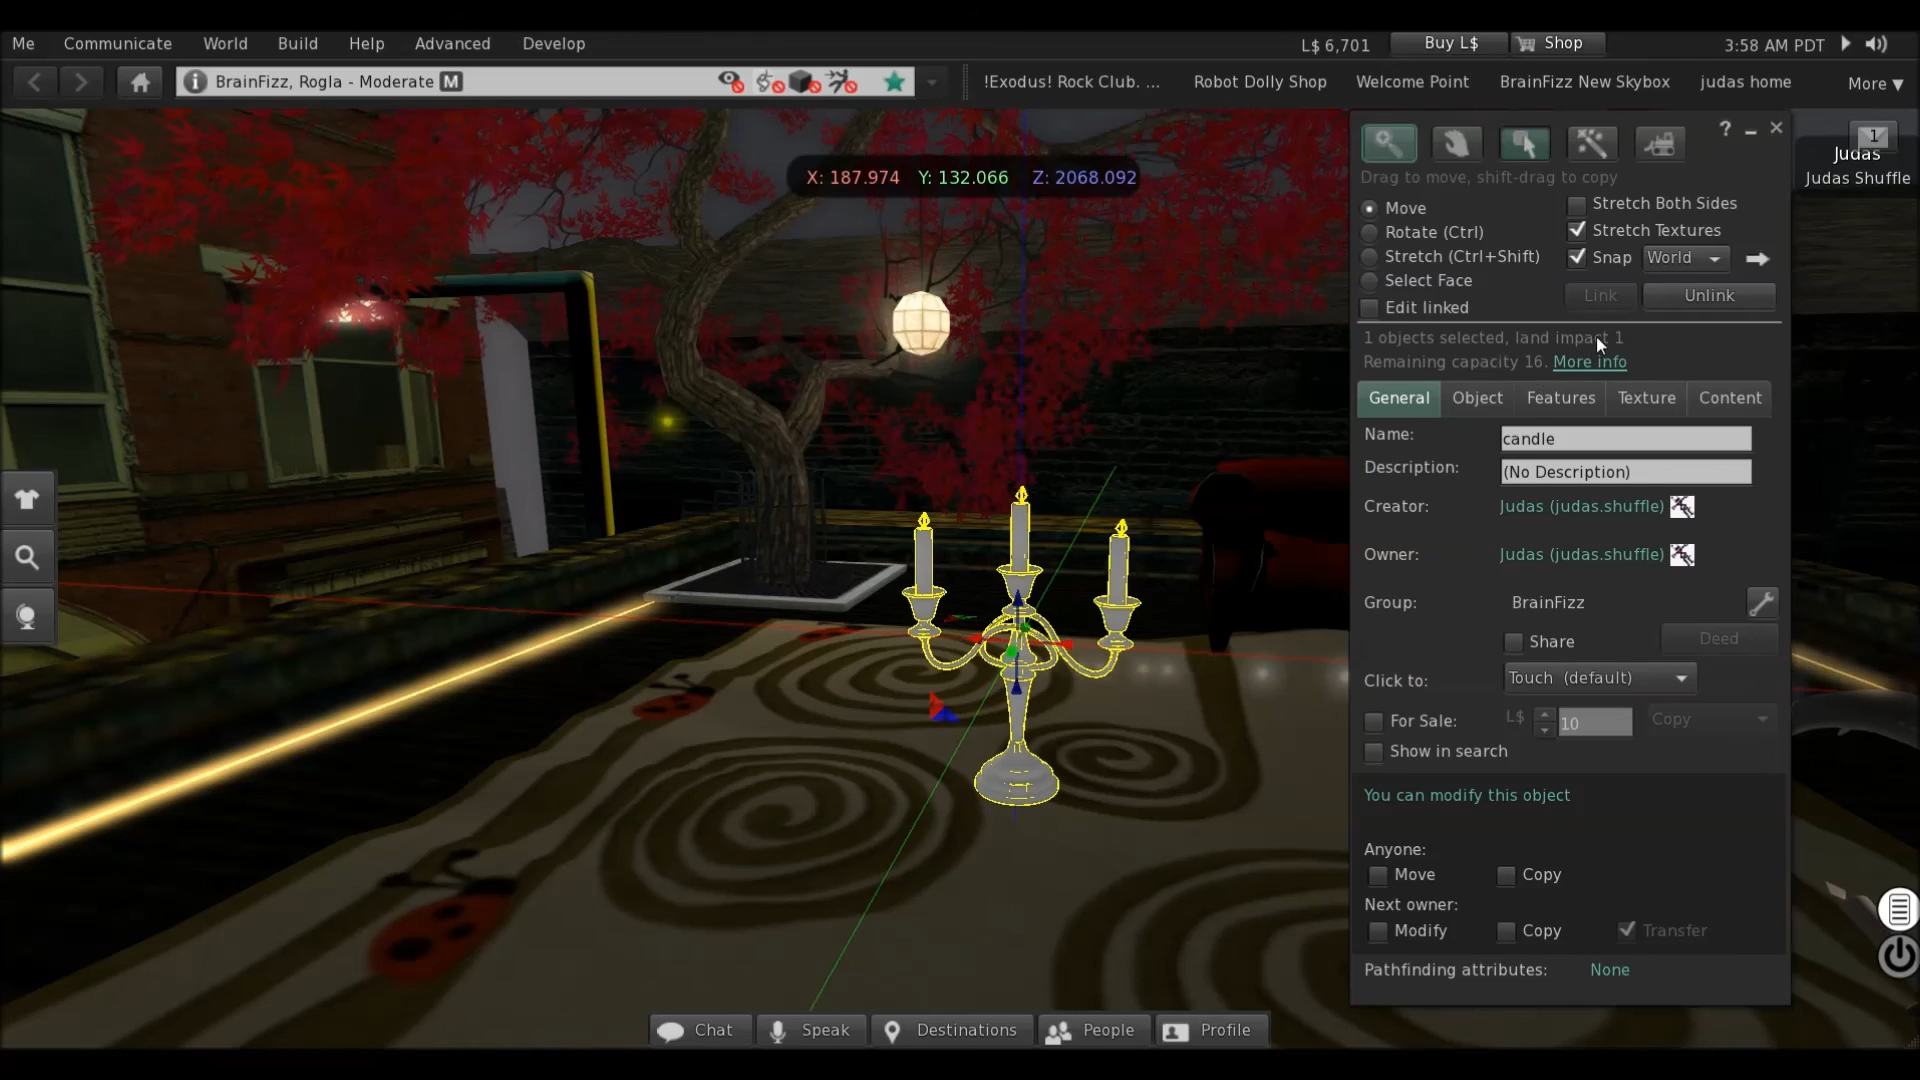 Me Communicate World Build Help Advanced Develop L$ 6,701 Buy L$ Shop 3:58 AM PDT
BrainFizz, Rogla - Moderate M !Exodus! Rock Club. ... Robot Dolly Shop Welcome Point BrainFizz New Skybox judas home More ▼
1
Judas
Judas Shuffle
X: 187.974 Y: 132.066 Z: 2068.092
Drag to move, shift-drag to copy
Move Stretch Both Sides
Rotate (Ctrl) Stretch Textures
Stretch (Ctrl+Shift) Snap World
Select Face
Link Unlink
Edit linked
1 objects selected, land impact 1
Remaining capacity 16. More info
General Object Features Texture Content
Name: candle
Description: (No Description)
Creator: Judas (judas.shuffle)
Owner: Judas (judas.shuffle)
Group: BrainFizz
Share Deed
Click to: Touch (default)
For Sale: L$ 10 Copy
Show in search
You can modify this object
Anyone:
Move Copy
Next owner:
Modify Copy Transfer
Pathfinding attributes: None
Chat Speak Destinations People Profile